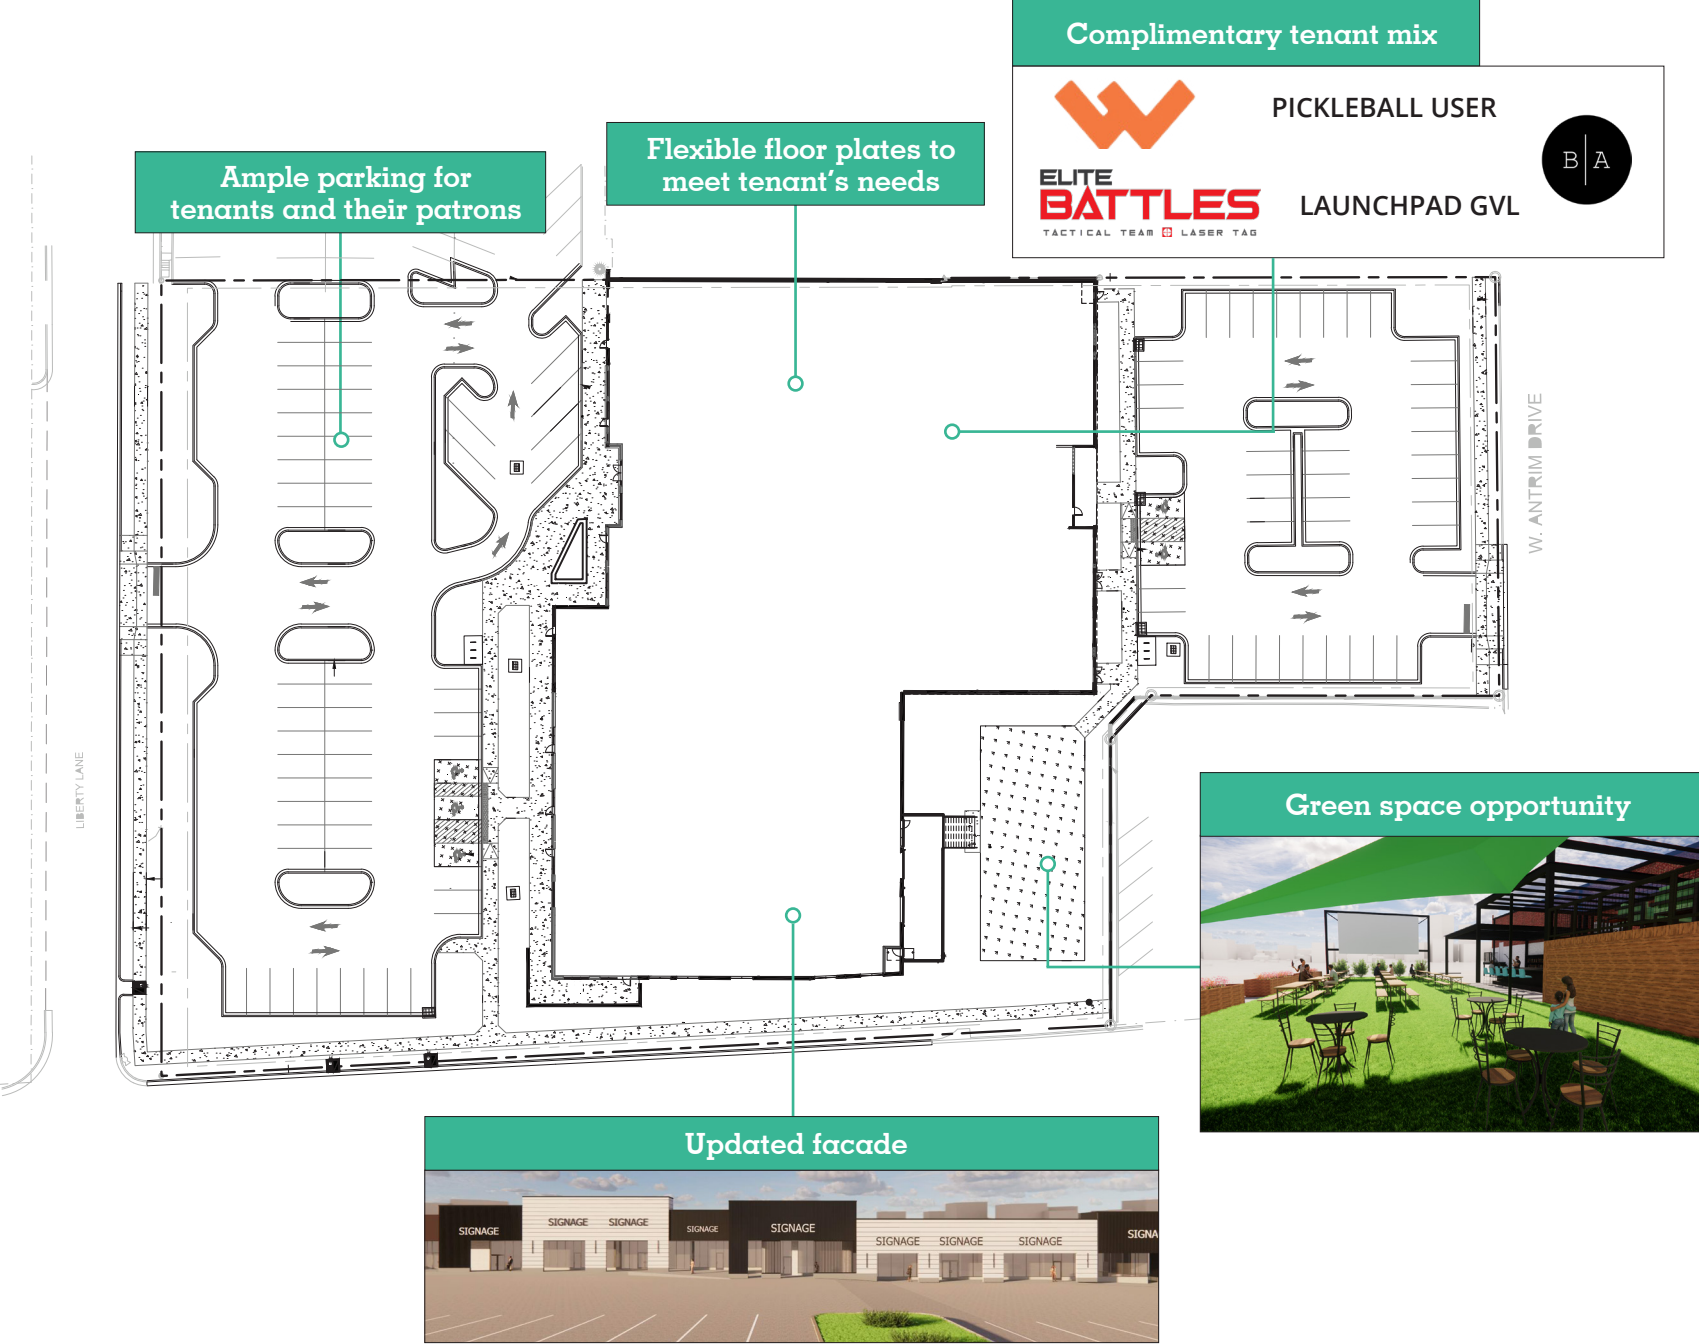 Complimentary tenant mix
PICKLEBALL USER
B|A
ELITE
BATTLES
TACTICAL TEAM LASER TAG
LAUNCHPAD GVL
Flexible floor plates to
meet tenant's needs
Ample parking for
tenants and their patrons
W. ANTRIM DRIVE
LIBERTY LANE
Green space opportunity
Updated facade
SIGNAGE
SIGNAGE
SIGNAGE
SIGNAGE
SIGNAGE
SIGNAGE
SIGNAGE
SIGNAGE
SIGNA